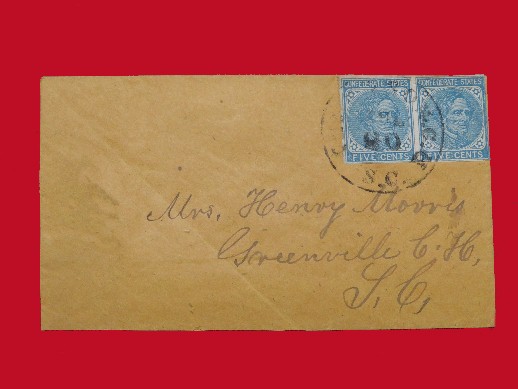 CONFEDERATE STATES CONFEDERATE STATES
FIVE CENTS FIVE CENTS
S.C.
Mrs. Henry Morris
Greenville C.H,
S. C,